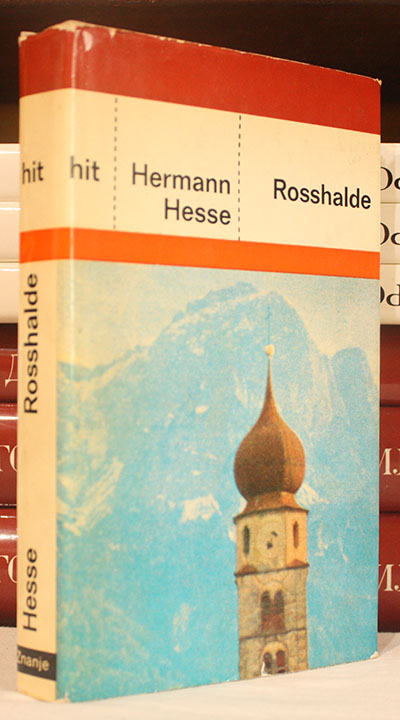 hit
hit
Hermann
Hesse
Rosshalde
Rosshalde
Hesse
Znanje